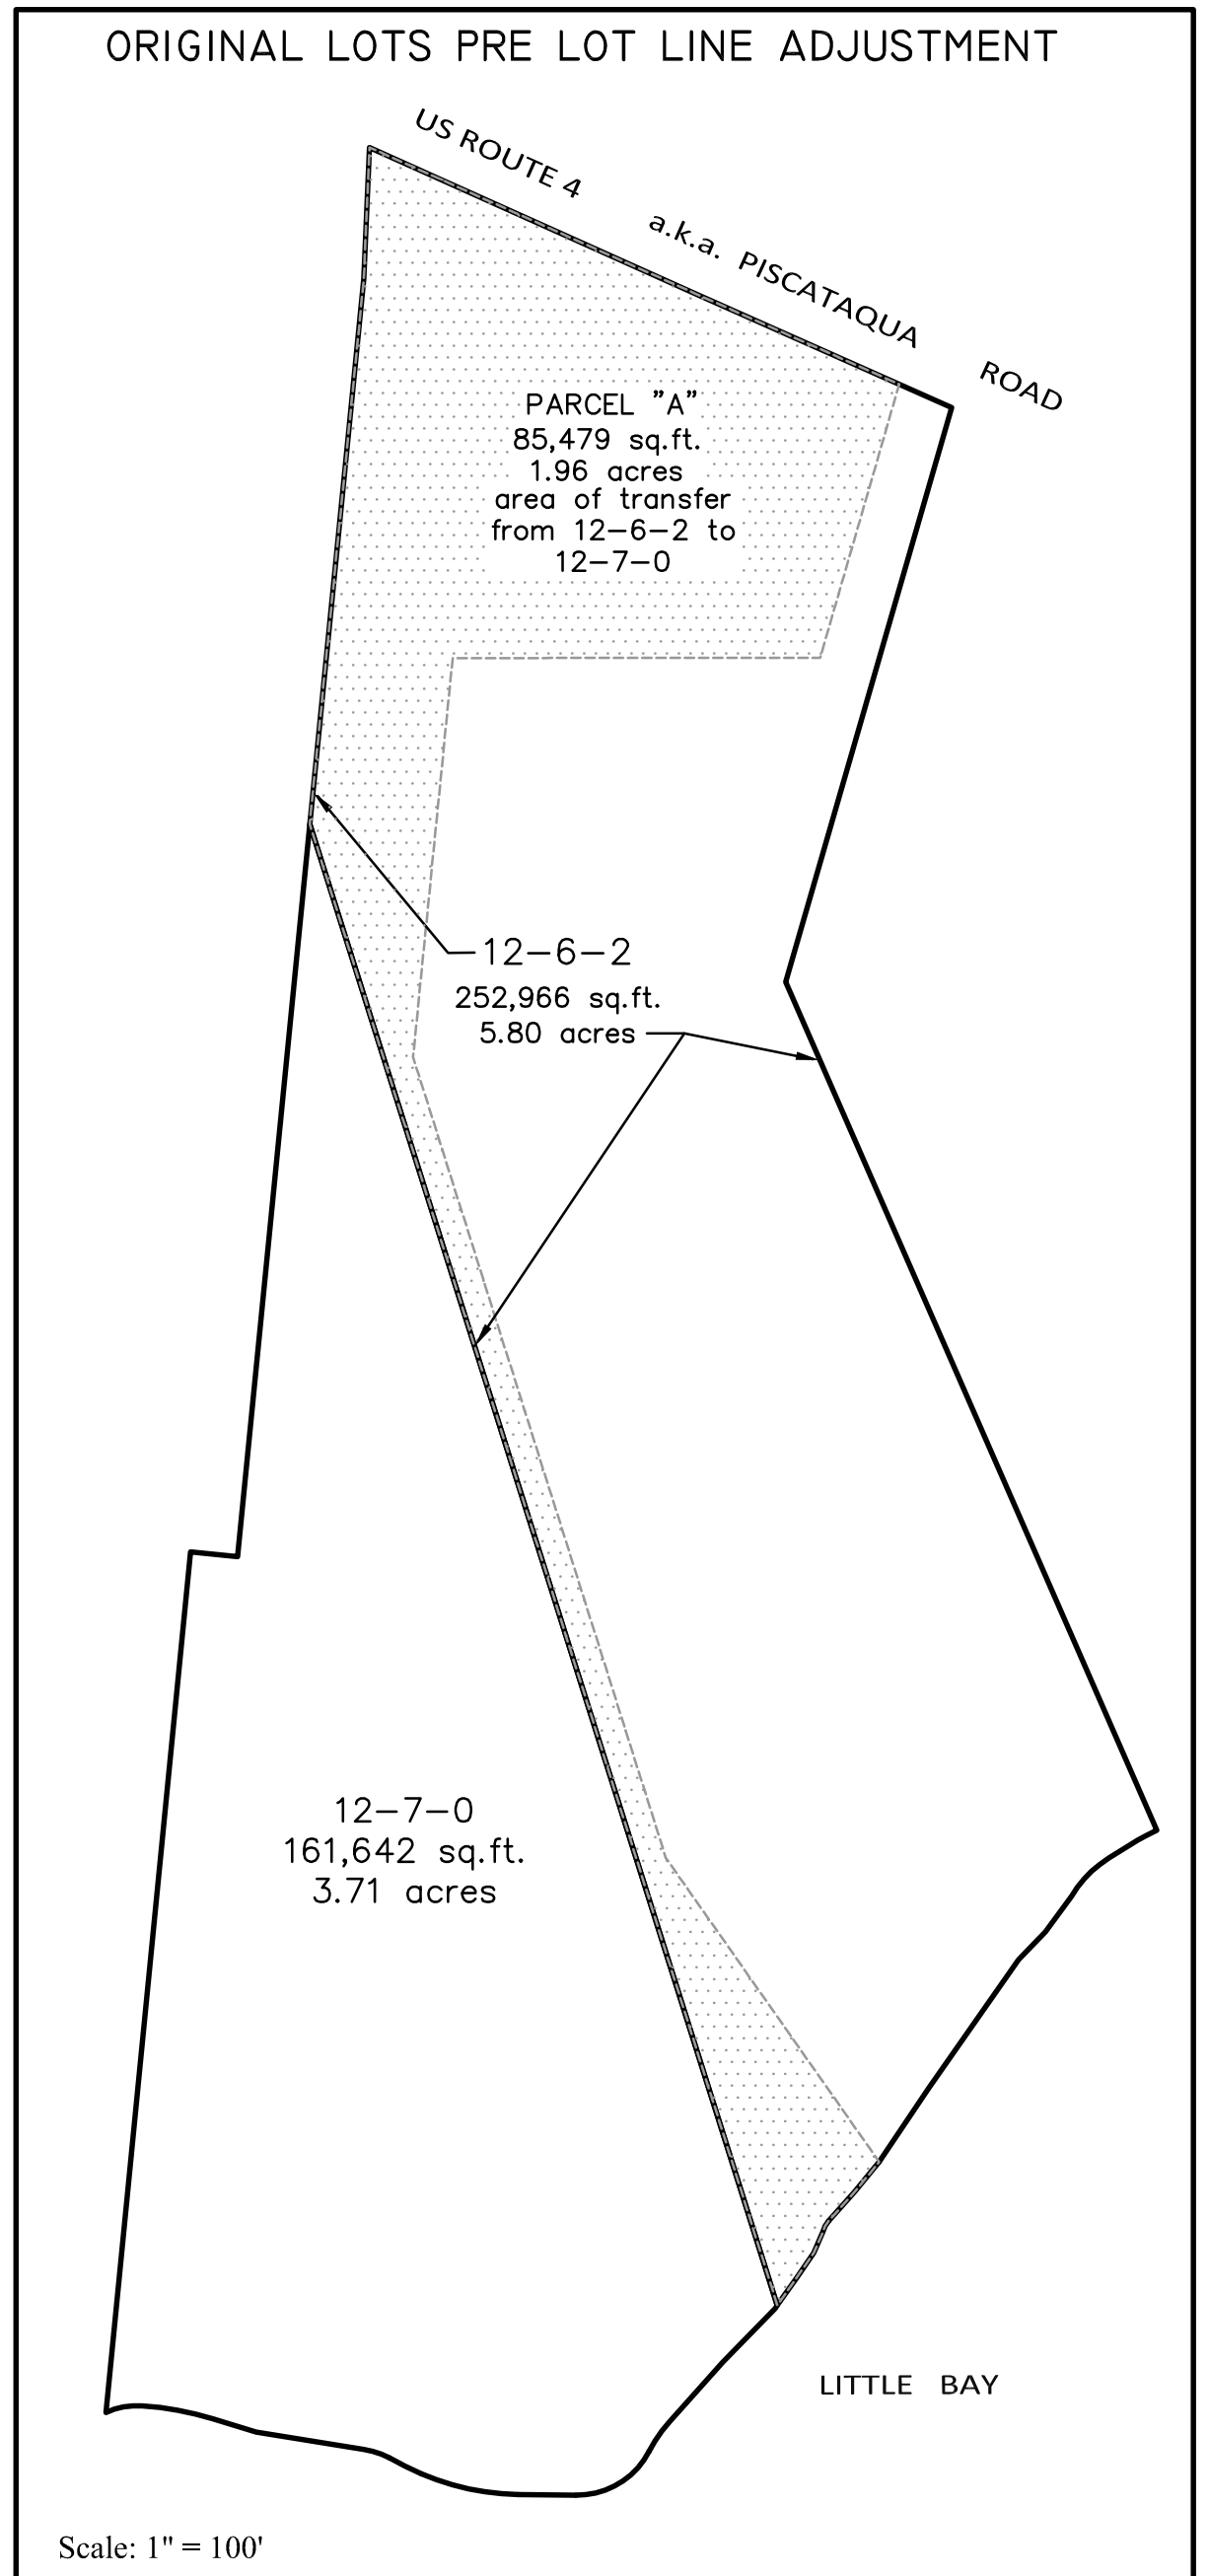 ORIGINAL LOTS PRE LOT LINE ADJUSTMENT
US ROUTE 4 a.k.a. PISCATAQUA ROAD
PARCEL "A"
85,479 sq.ft.
1.96 acres
area of transfer
from 12-6-2 to
12-7-0
12-6-2
252,966 sq.ft.
5.80 acres
12-7-0
161,642 sq.ft.
3.71 acres
LITTLE BAY
Scale: 1" = 100'